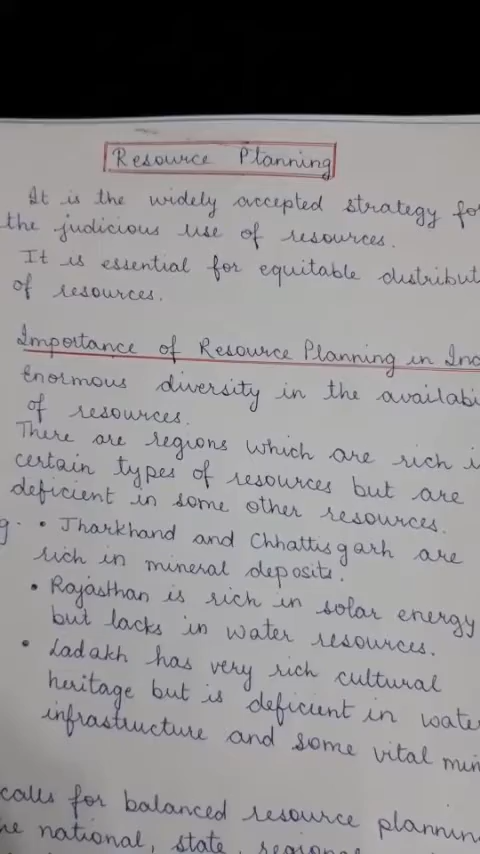 Resource Planning
It is the widely accepted strategy for
the judicious use of resources.
It is essential for equitable distribut
of resources.
Importance of Resource Planning in Ind
Enormous diversity in the availabi
of resources.
There are regions which are rich i
certain types of resources but are
deficient in some other resources.
g. • Jharkhand and Chhattisgarh are
rich in mineral deposits.
• Rajasthan is rich in solar energy
but lacks in water resources.
• Ladakh has very rich cultural
heritage but is deficient in wate
infrastructure and some vital min
calls for balanced resource planning
he national, state, regional